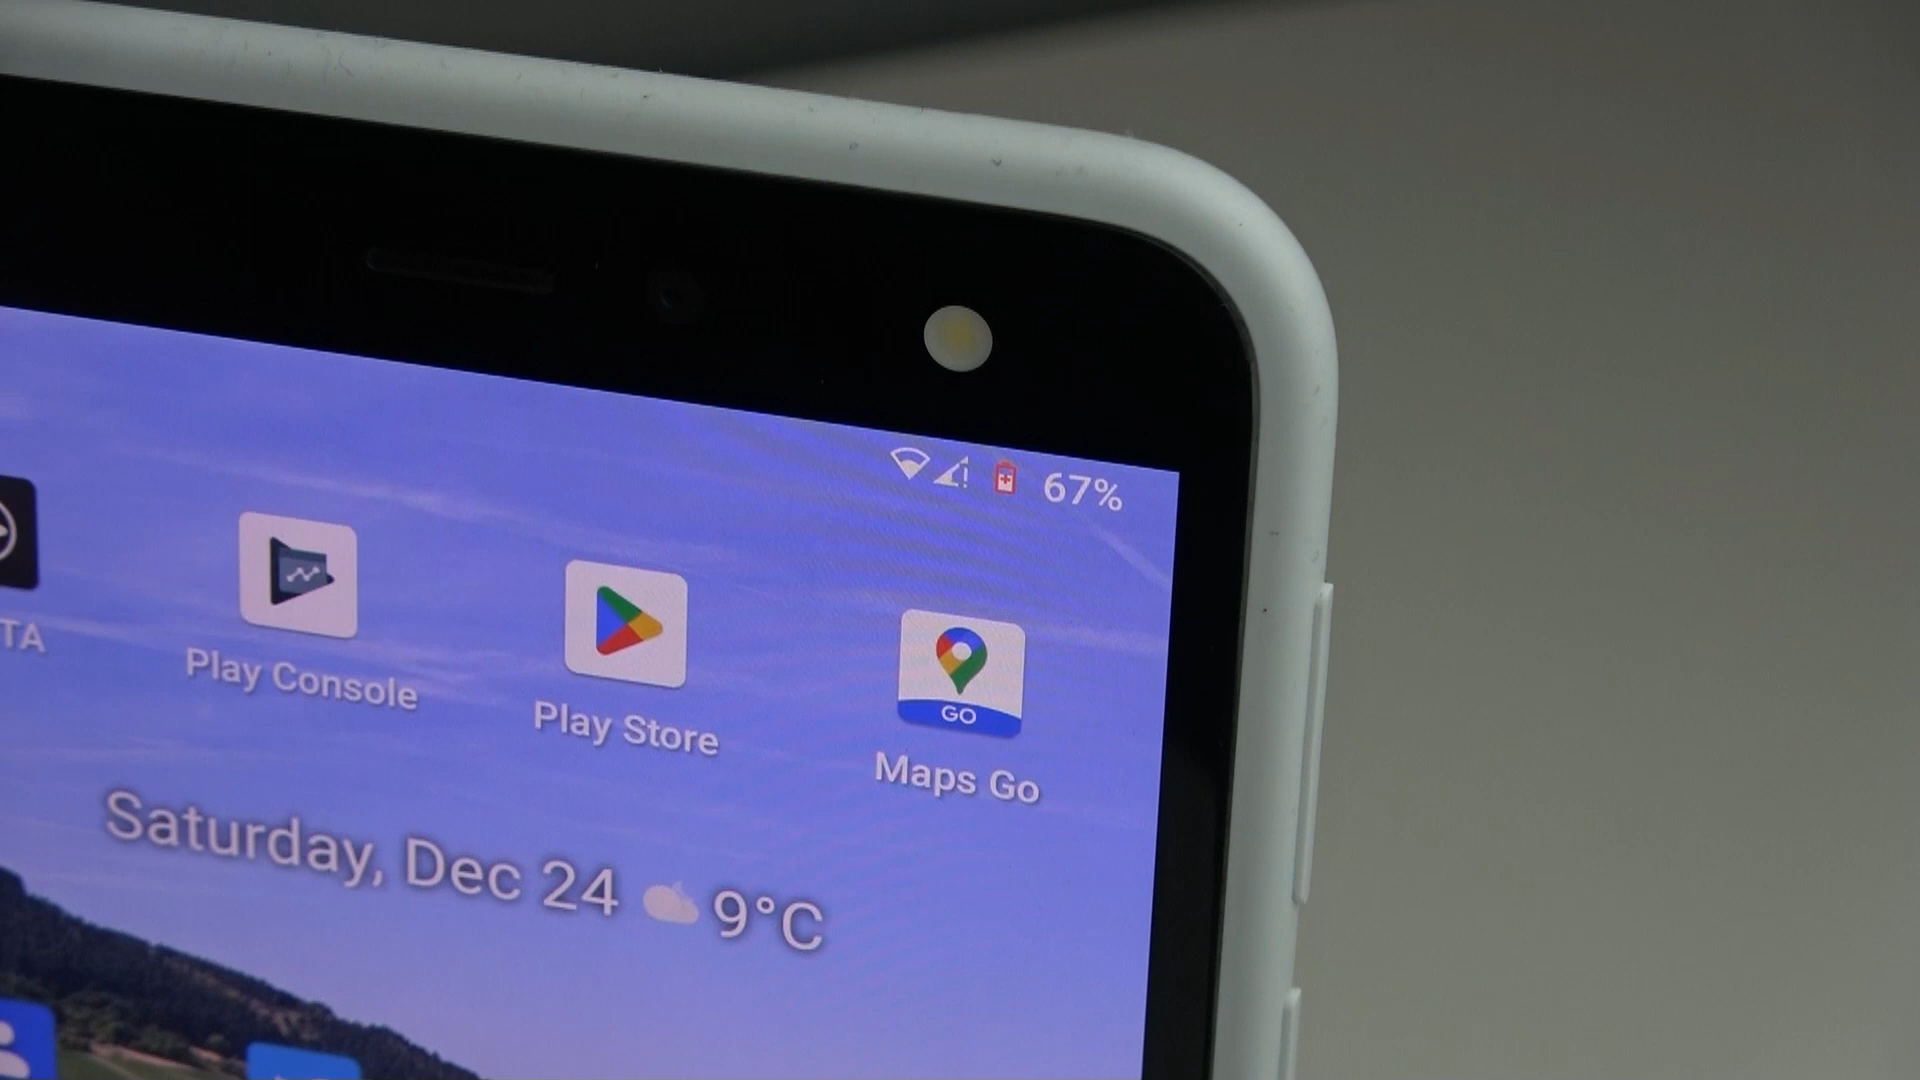 67%
TA
Play Console
Play Store
GO
Maps Go
Saturday, Dec 24 9°C